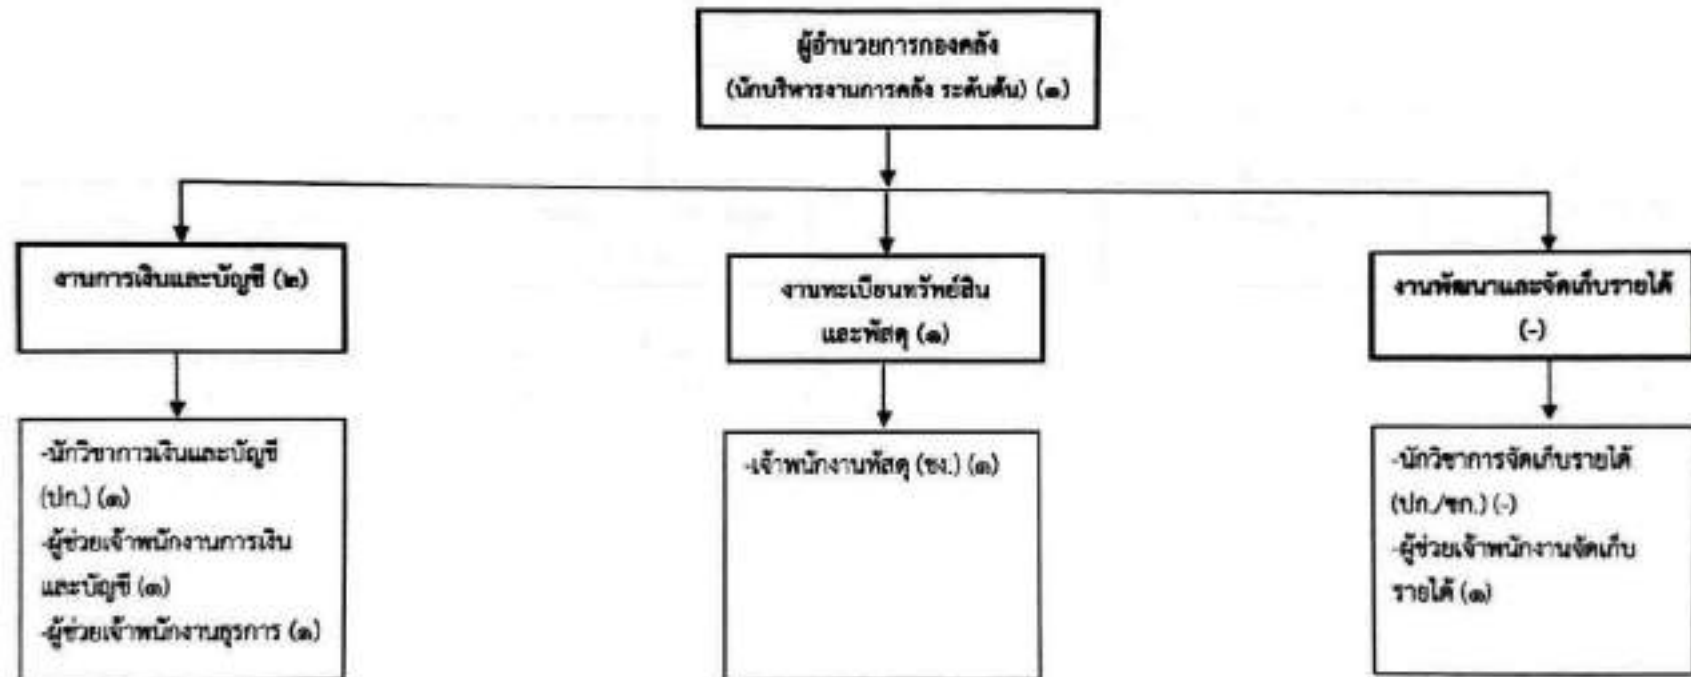 ผู้อำนวยการกองคลัง
(นักบริหารงานการคลัง ระดับต้น) (๑)
งานการเงินและบัญชี (๒)
งานทะเบียนทรัพย์สิน
และพัสดุ (๑)
งานพัฒนาและจัดเก็บรายได้
(-)
-นักวิชาการเงินและบัญชี
(ปก.) (๑)
-ผู้ช่วยเจ้าพนักงานการเงิน
และบัญชี (๑)
-ผู้ช่วยเจ้าพนักงานธุรการ (๑)
-เจ้าพนักงานพัสดุ (ชง.) (๑)
-นักวิชาการจัดเก็บรายได้
(ปก./ชก.) (-)
-ผู้ช่วยเจ้าพนักงานจัดเก็บ
รายได้ (๑)